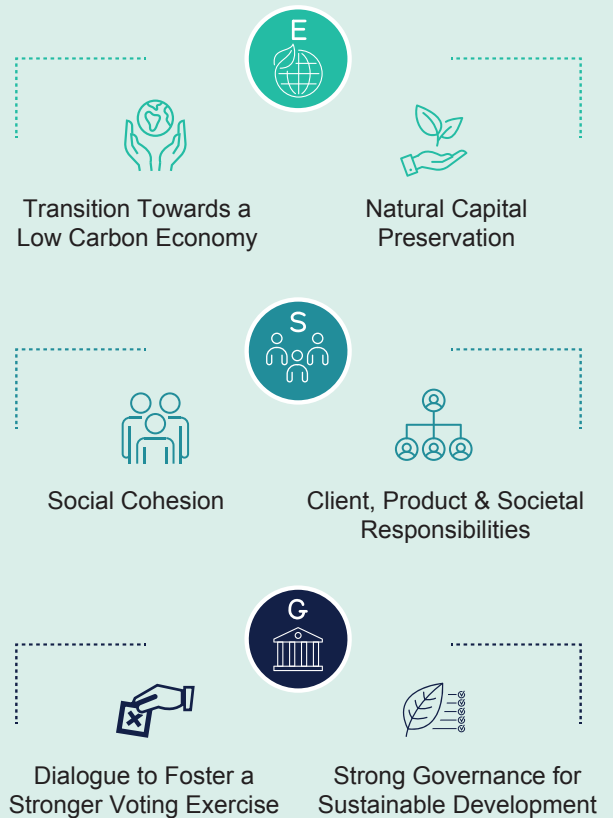 E
Transition Towards a
Low Carbon Economy
Natural Capital
Preservation
S
Social Cohesion
Client, Product & Societal
Responsibilities
G
Dialogue to Foster a
Stronger Voting Exercise
Strong Governance for
Sustainable Development